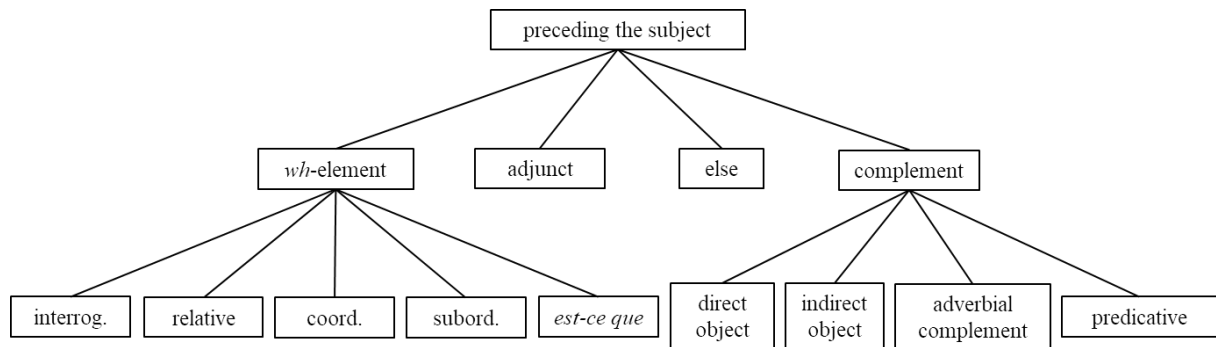 preceding the subject
wh-element
adjunct
else
complement
interrog.
relative
coord.
subord.
est-ce que
direct
object
indirect
object
adverbial
complement
predicative